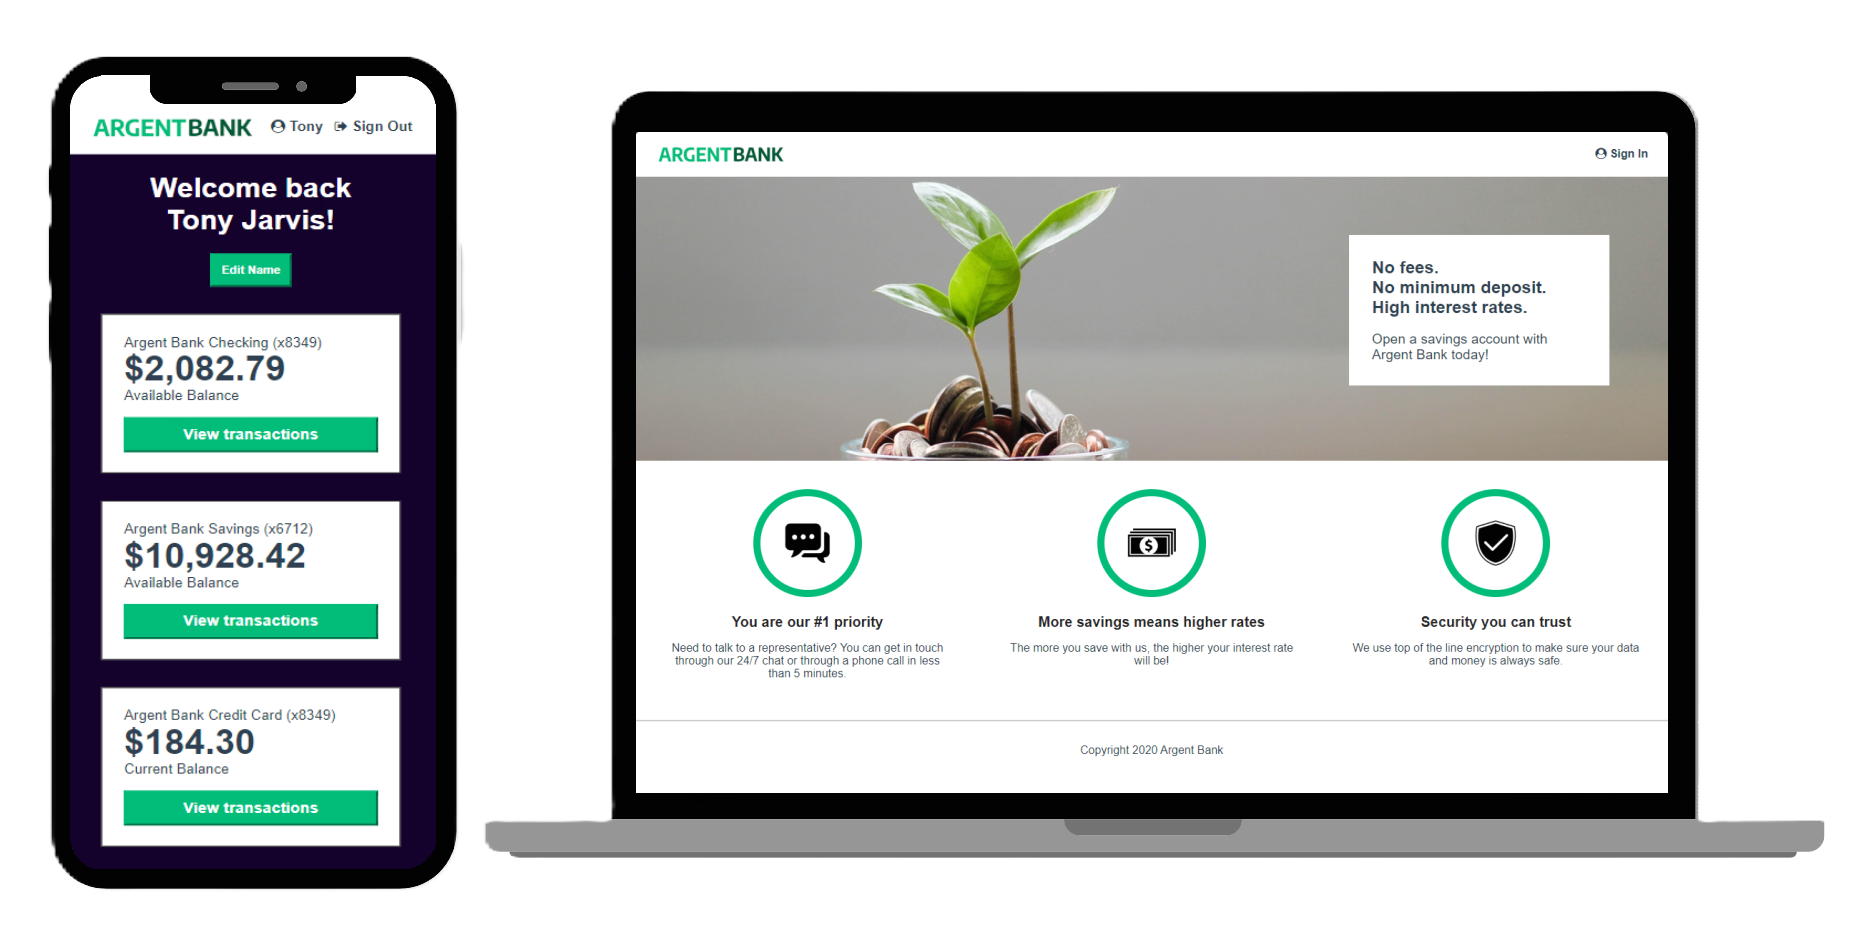 ARGENTBANK Tony Sign Out
Welcome back
Tony Jarvis!
Edit Name
Argent Bank Checking (x8349)
$2,082.79
Available Balance
View transactions
Argent Bank Savings (x6712)
$10,928.42
Available Balance
View transactions
Argent Bank Credit Card (x8349)
$184.30
Current Balance
View transactions
ARGENTBANK Sign In
No fees.
No minimum deposit.
High interest rates.
Open a savings account with
Argent Bank today!
You are our #1 priority
Need to talk to a representative? You can get in touch
through our 24/7 chat or through a phone call in less
than 5 minutes.
More savings means higher rates
The more you save with us, the higher your interest rate
will be!
Security you can trust
We use top of the line encryption to make sure your data
and money is always safe.
Copyright 2020 Argent Bank